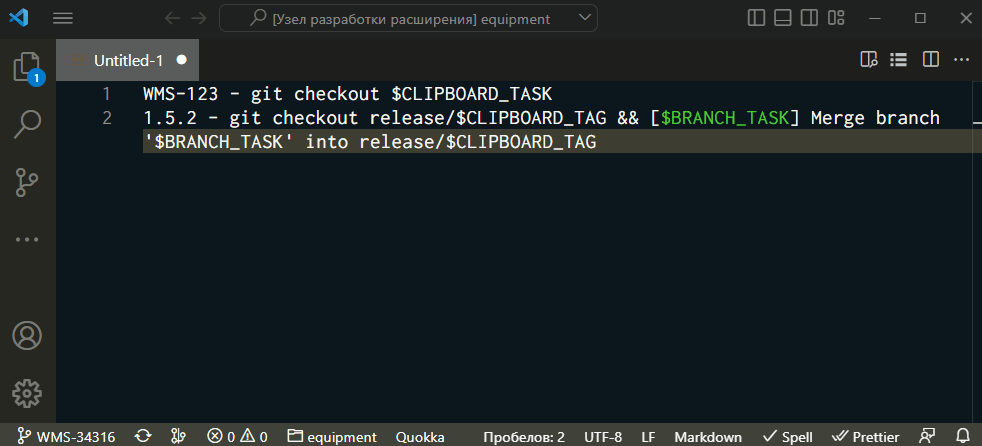 [Узел разработки расширения] equipment
Untitled-1
1
1 WMS-123 - git checkout $CLIPBOARD_TASK
2 1.5.2 - git checkout release/$CLIPBOARD_TAG && [$BRANCH_TASK] Merge branch
'$BRANCH_TASK' into release/$CLIPBOARD_TAG
WMS-34316 0 0 equipment Quokka Пробелов: 2 UTF-8 LF Markdown Spell Prettier